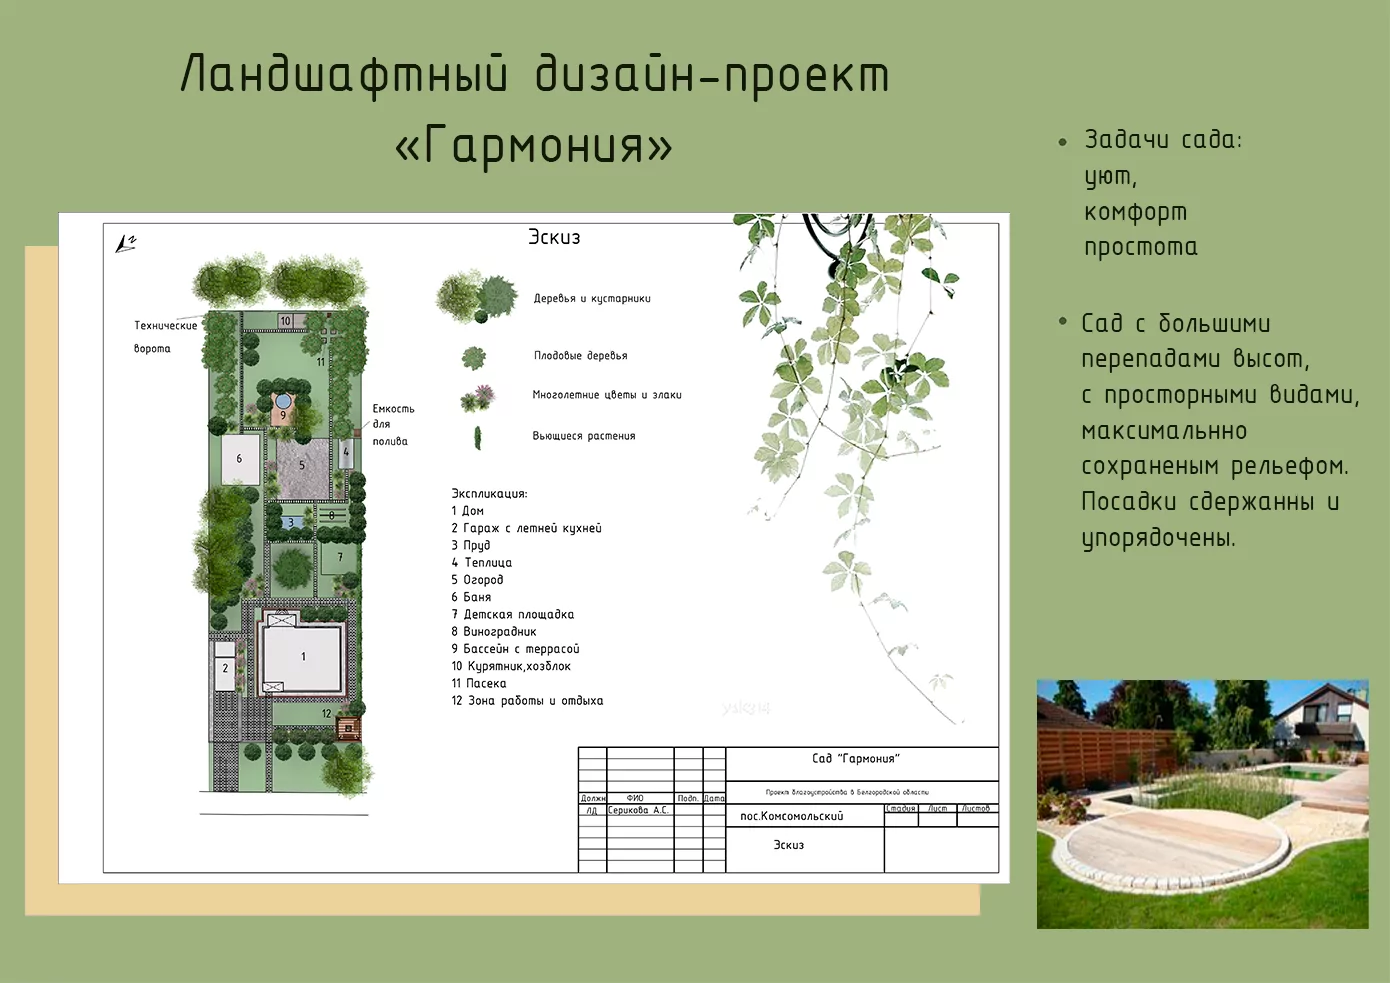 Ландшафтный дизайн-проект
«Гармония»
Задачи сада:
уют,
комфорт
простота
Сад с большими
перепадами высот,
с просторными видами,
максимальнно
сохраненым рельефом.
Посадки сдержанны и
упорядочены.
Эскиз
Деревья и кустарники
Плодовые деревья
Многолетние цветы и злаки
Вьющиеся растения
Технические
ворота
Емкость
для
полива
10
11
9
6
5
4
3
8
7
1
2
12
Экспликация:
1 Дом
2 Гараж с летней кухней
3 Пруд
4 Теплица
5 Огород
6 Баня
7 Детская площадка
8 Виноградник
9 Бассейн с террасой
10 Курятник,хозблок
11 Пасека
12 Зона работы и отдыха
Сад "Гармония"
Проект благоустройства в Белгородской области
Должн ФИО Подп. Дата
ЛД Серикова А.С.
пос.Комсомольский
Стадия Лист Листов
Эскиз